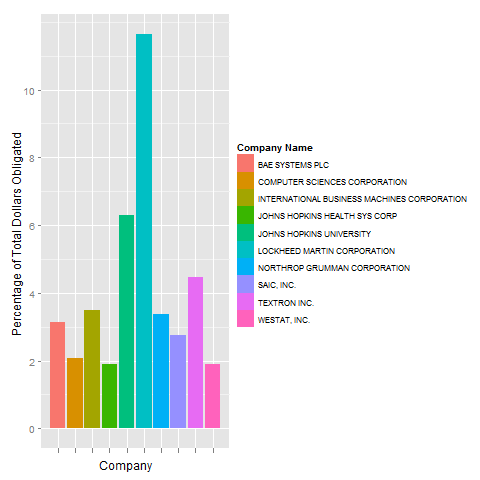 Percentage of Total Dollars Obligated
10
8
6
4
2
0
Company
Company Name
BAE SYSTEMS PLC
COMPUTER SCIENCES CORPORATION
INTERNATIONAL BUSINESS MACHINES CORPORATION
JOHNS HOPKINS HEALTH SYS CORP
JOHNS HOPKINS UNIVERSITY
LOCKHEED MARTIN CORPORATION
NORTHROP GRUMMAN CORPORATION
SAIC, INC.
TEXTRON INC.
WESTAT, INC.